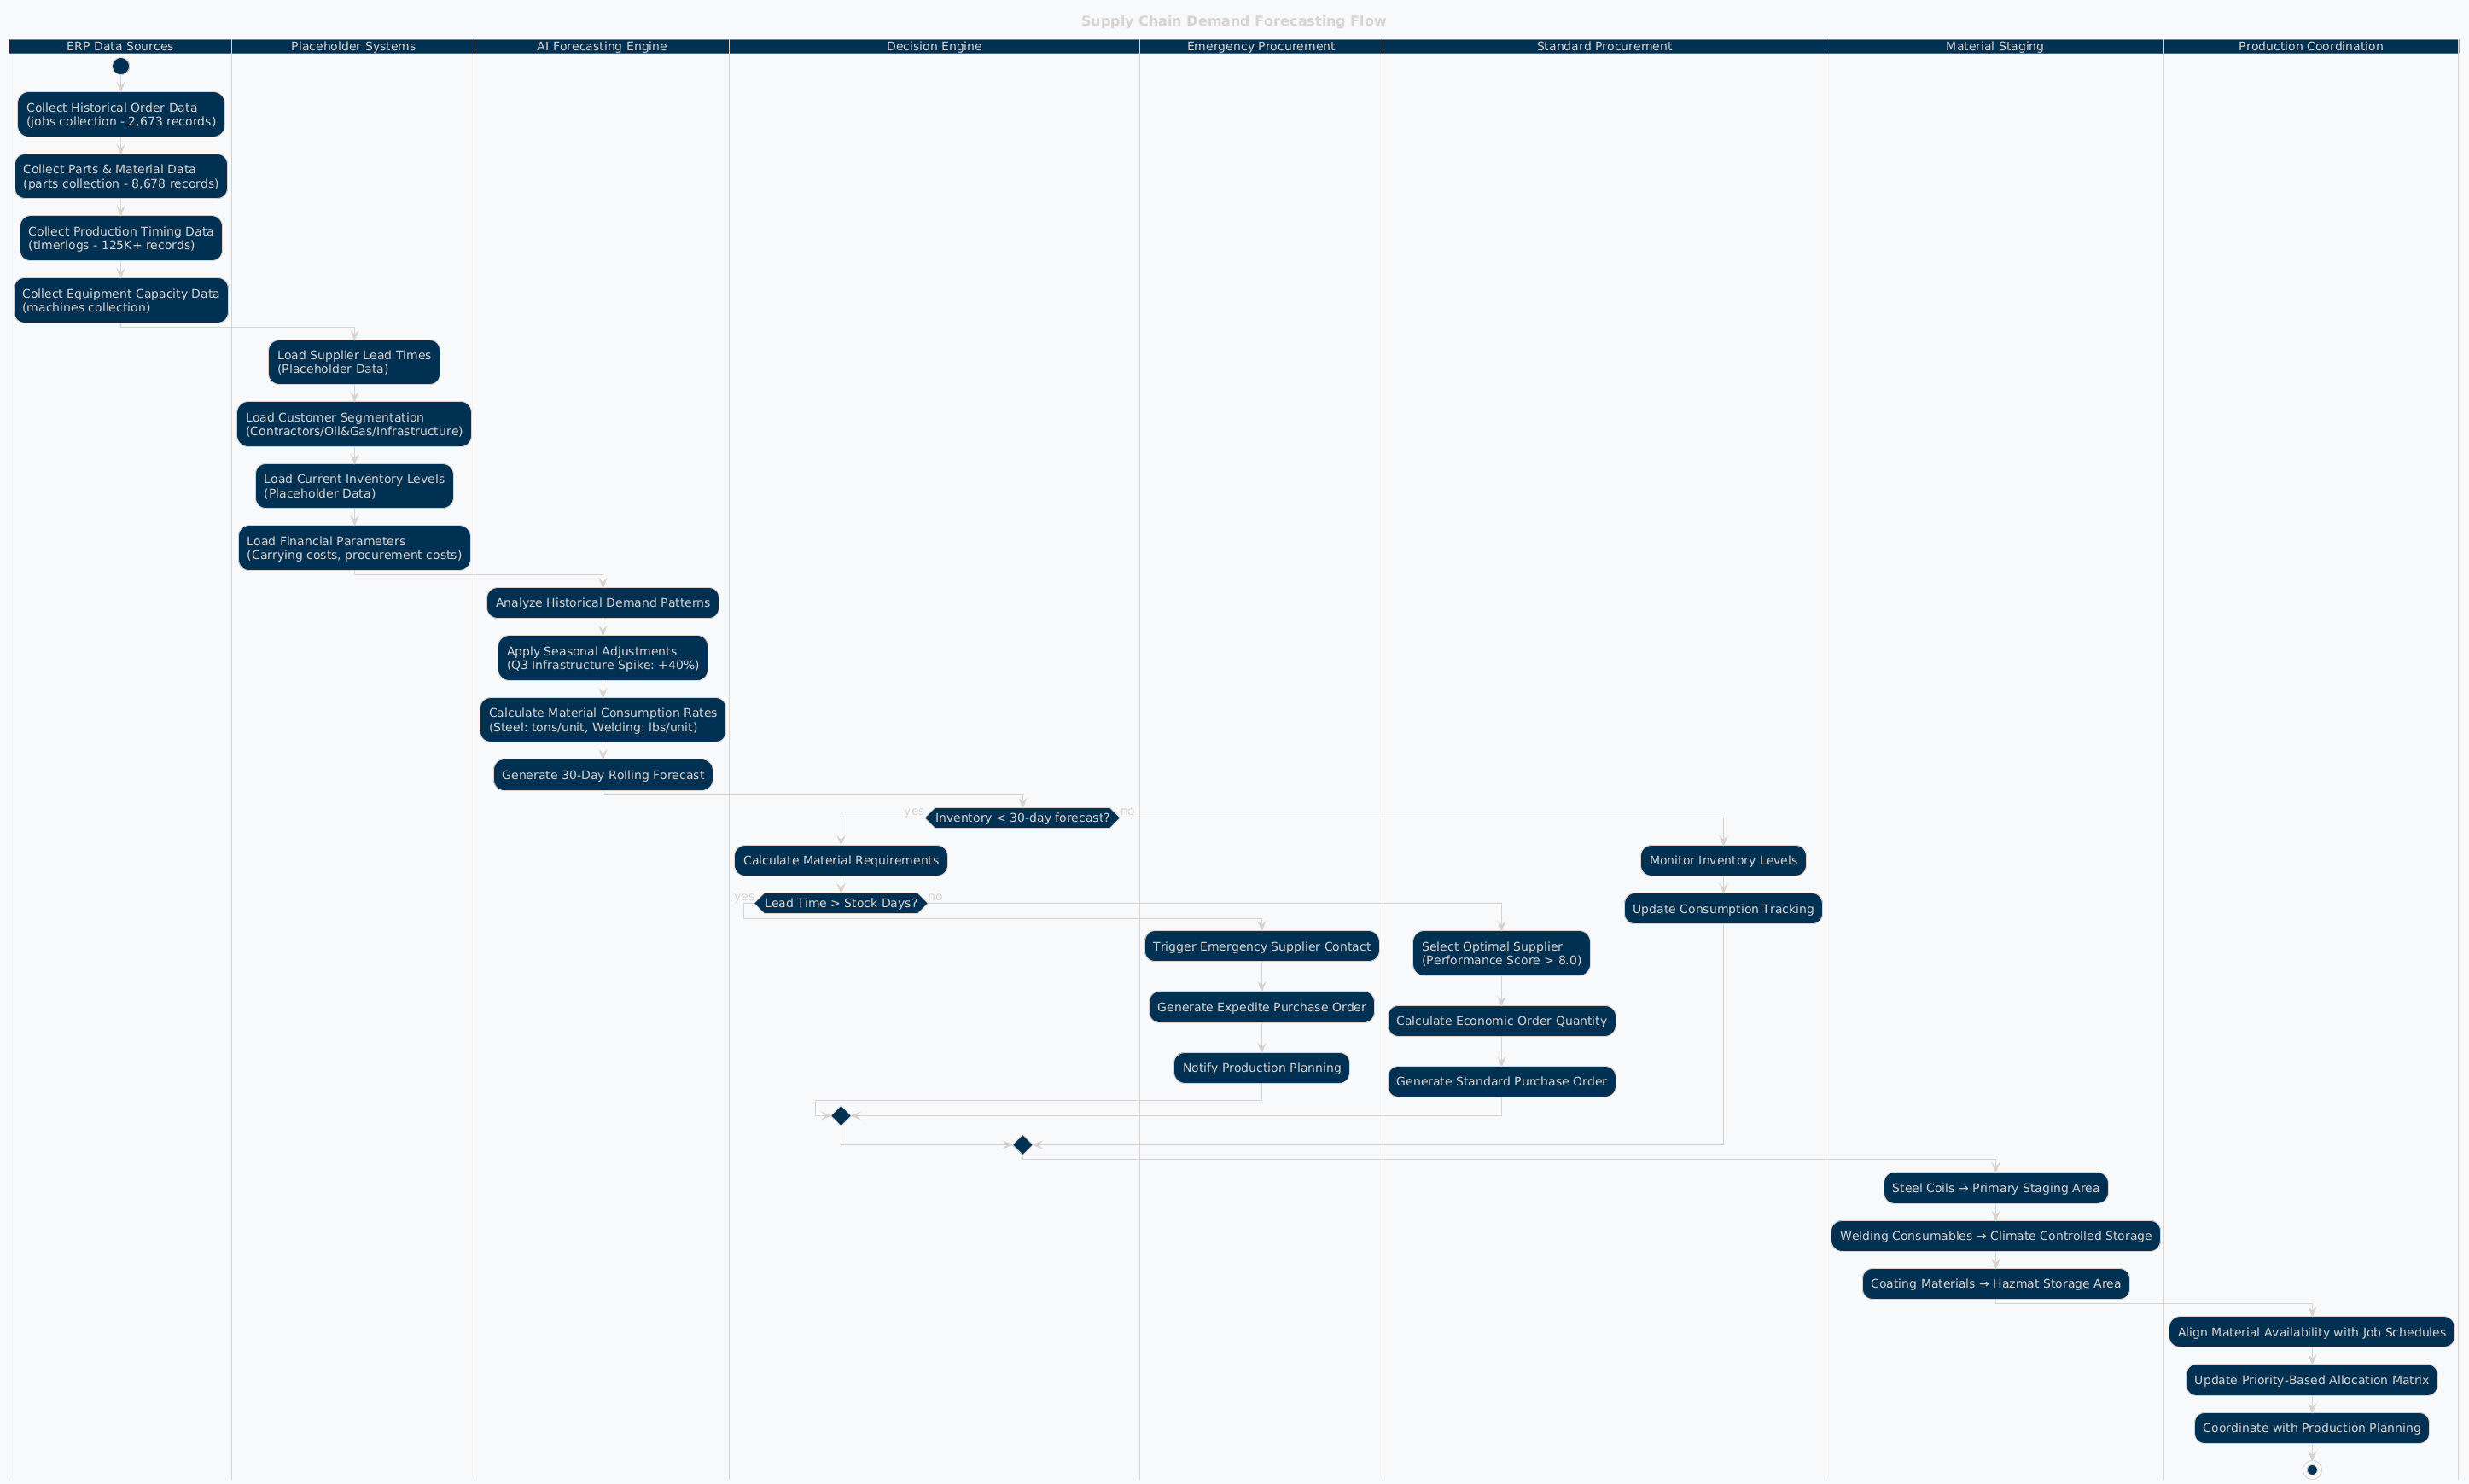 Supply Chain Demand Forecasting Flow
ERP Data Sources
Placeholder Systems
AI Forecasting Engine
Decision Engine
Emergency Procurement
Standard Procurement
Material Staging
Production Coordination
Collect Historical Order Data
(jobs collection - 2,673 records)
Collect Parts & Material Data
(parts collection - 8,678 records)
Collect Production Timing Data
(timerlogs - 125K+ records)
Collect Equipment Capacity Data
(machines collection)
Load Supplier Lead Times
(Placeholder Data)
Load Customer Segmentation
(Contractors/Oil&Gas/Infrastructure)
Load Current Inventory Levels
(Placeholder Data)
Load Financial Parameters
(Carrying costs, procurement costs)
Analyze Historical Demand Patterns
Apply Seasonal Adjustments
(Q3 Infrastructure Spike: +40%)
Calculate Material Consumption Rates
(Steel: tons/unit, Welding: lbs/unit)
Generate 30-Day Rolling Forecast
yes
Inventory < 30-day forecast?
no
Calculate Material Requirements
Monitor Inventory Levels
yes
Lead Time > Stock Days?
no
Update Consumption Tracking
Trigger Emergency Supplier Contact
Select Optimal Supplier
(Performance Score > 8.0)
Generate Expedite Purchase Order
Calculate Economic Order Quantity
Notify Production Planning
Generate Standard Purchase Order
Steel Coils → Primary Staging Area
Welding Consumables → Climate Controlled Storage
Coating Materials → Hazmat Storage Area
Align Material Availability with Job Schedules
Update Priority-Based Allocation Matrix
Coordinate with Production Planning